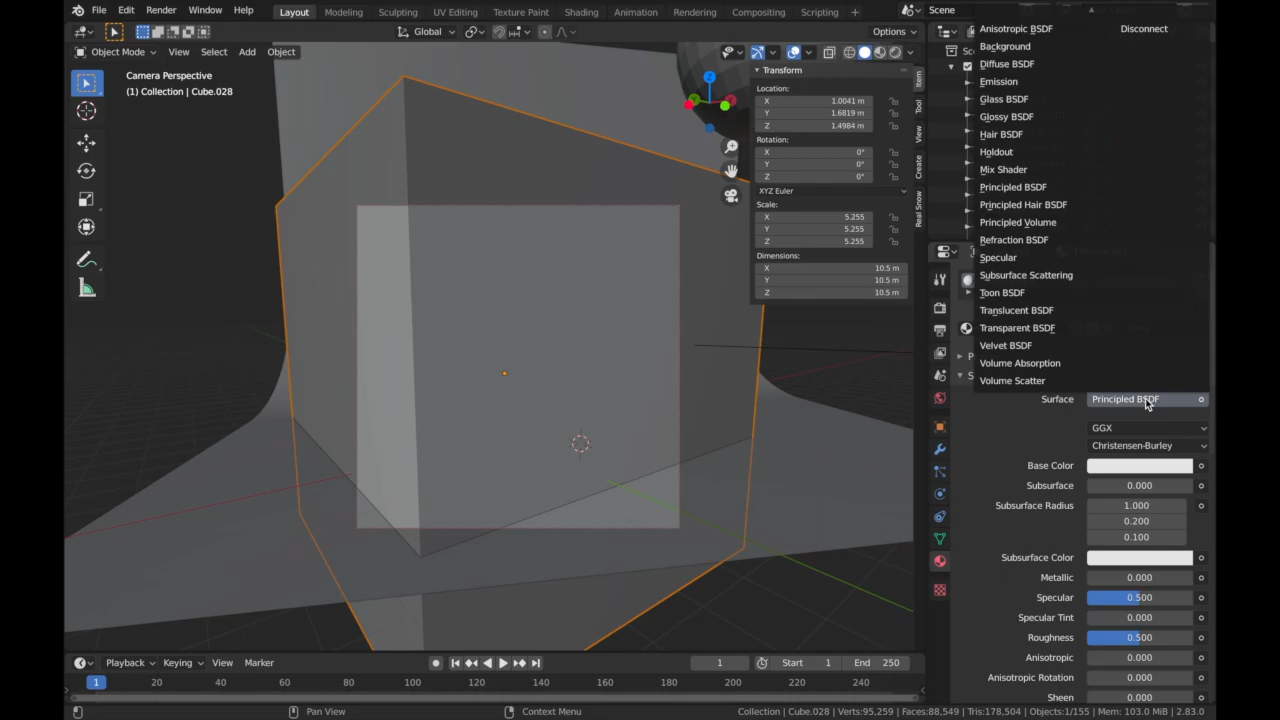 File Edit Render Window Help
Layout Modeling Sculpting UV Editing Texture Paint Shading Animation Rendering Compositing Scripting +
Scene
Global
Options
Object Mode View Select Add Object
Camera Perspective
(1) Collection | Cube.028
Z
Y
Transform
Location:
X 1.0041 m
Y 1.6819 m
Z 1.4984 m
Rotation:
X 0°
Y 0°
Z 0°
XYZ Euler
Scale:
X 5.255
Y 5.255
Z 5.255
Dimensions:
X 10.5 m
Y 10.5 m
Z 10.5 m
Item
Tool
View
Create
Real Snow
Anisotropic BSDF
Background
Diffuse BSDF
Emission
Glass BSDF
Glossy BSDF
Hair BSDF
Holdout
Mix Shader
Principled BSDF
Principled Hair BSDF
Principled Volume
Refraction BSDF
Specular
Subsurface Scattering
Toon BSDF
Translucent BSDF
Transparent BSDF
Velvet BSDF
Volume Absorption
Volume Scatter
Disconnect
Surface Principled BSDF
GGX
Christensen-Burley
Base Color
Subsurface 0.000
Subsurface Radius 1.000
0.200
0.100
Subsurface Color
Metallic 0.000
Specular 0.500
Specular Tint 0.000
Roughness 0.500
Anisotropic 0.000
Anisotropic Rotation 0.000
Sheen 0.000
Playback Keying View Marker
1 Start 1 End 250
1 20 40 60 80 100 120 140 160 180 200 220 240
Pan View
Context Menu
Collection | Cube.028 | Verts:95,259 | Faces:88,549 | Tris:178,504 | Objects:1/155 | Mem: 103.0 MiB | 2.83.0